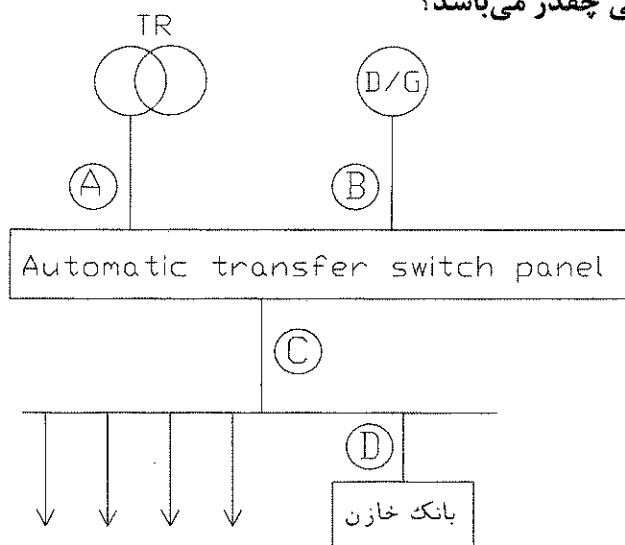 چقدر می‌باشد؟
TR
D/G
A
B
Automatic transfer switch panel
C
D
بانک خازن